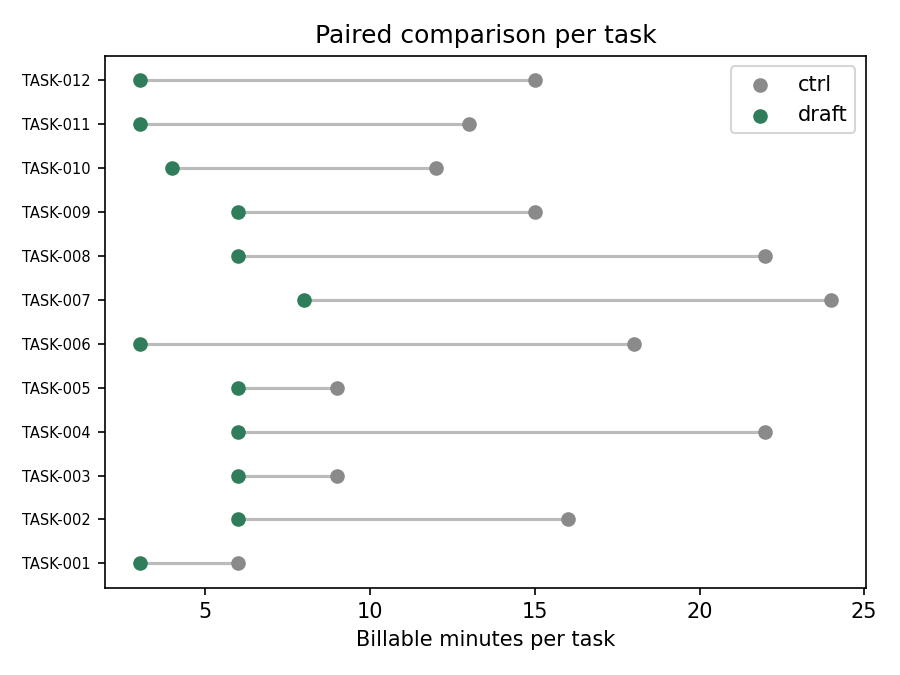 Paired comparison per task
TASK-012
TASK-011
TASK-010
TASK-009
TASK-008
TASK-007
TASK-006
TASK-005
TASK-004
TASK-003
TASK-002
TASK-001
ctrl
draft
5 10 15 20 25
Billable minutes per task